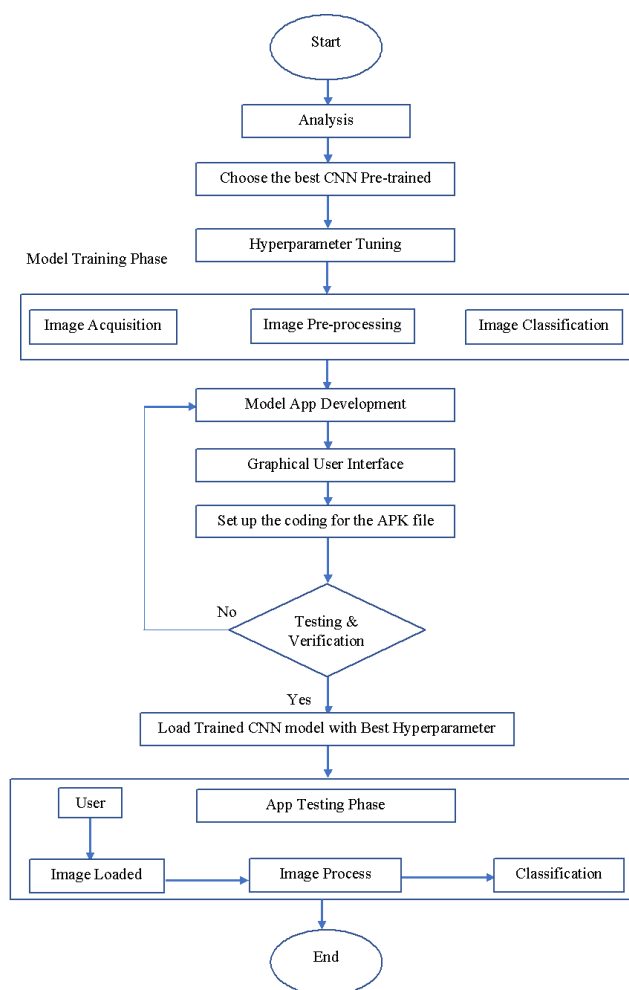 Start
Analysis
Choose the best CNN Pre-trained
Hyperparameter Tuning
Model Training Phase
Image Acquisition
Image Pre-processing
Image Classification
Model App Development
Graphical User Interface
Set up the coding for the APK file
No
Testing &
Verification
Yes
Load Trained CNN model with Best Hyperparameter
User
App Testing Phase
Image Loaded
Image Process
Classification
End